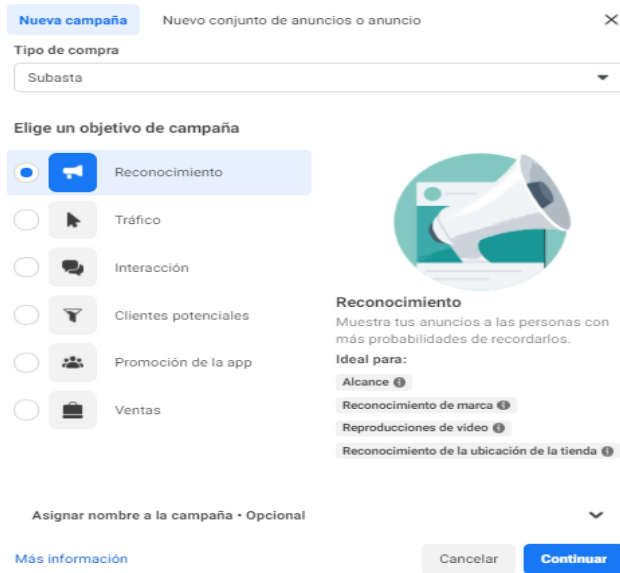 Nueva campaña
Nuevo conjunto de anuncios o anuncio
Tipo de compra
Subasta
Elige un objetivo de campaña
Reconocimiento
Tráfico
Interacción
Clientes potenciales
Promoción de la app
Ventas
Reconocimiento
Muestra tus anuncios a las personas con
más probabilidades de recordarlos.
Ideal para:
Alcance
Reconocimiento de marca
Reproducciones de video
Reconocimiento de la ubicación de la tienda
Asignar nombre a la campaña • Opcional
Más información
Cancelar
Continuar